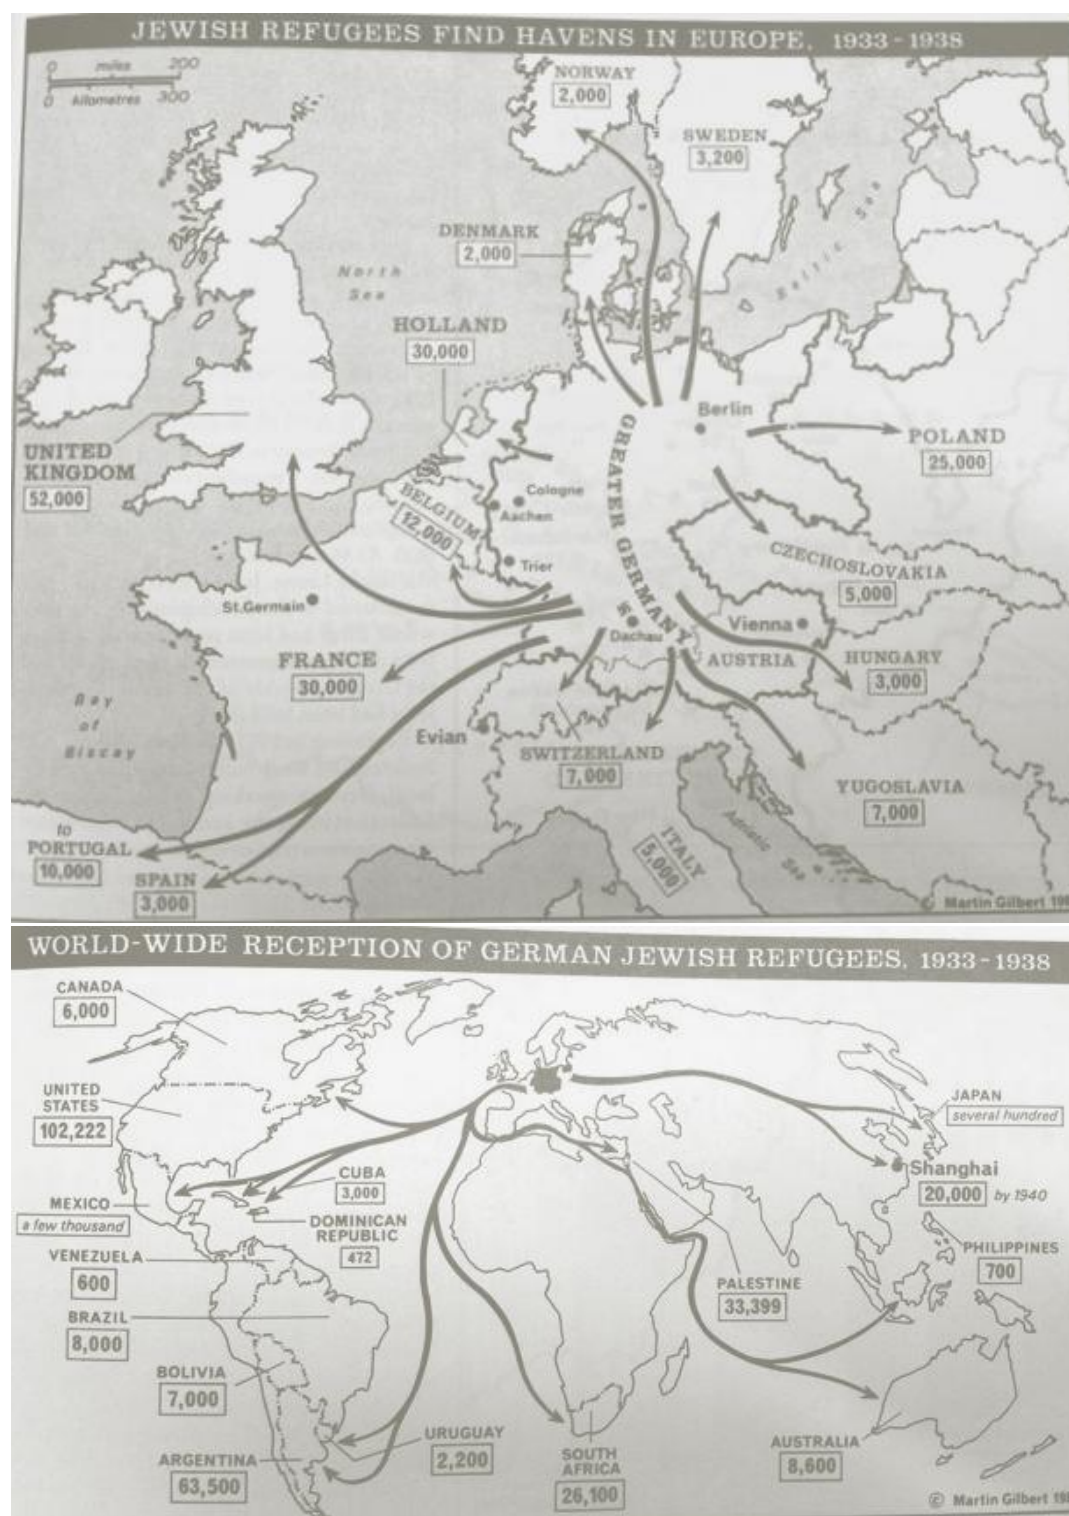 JEWISH REFUGEES FIND HAVENS IN EUROPE, 1933-1938
0 miles 200
0 kilometres 300
NORWAY
2,000
SWEDEN
3,200
DENMARK
2,000
North
Sea
Baltic Sea
HOLLAND
30,000
Berlin
UNITED
KINGDOM
52,000
POLAND
25,000
GREATER GERMANY
Cologne
Aachen
BELGIUM
12,000
Trier
CZECHOSLOVAKIA
5,000
St.Germain
Vienna
Dachau
FRANCE
30,000
AUSTRIA
HUNGARY
3,000
Bay
of
Biscay
Evian
SWITZERLAND
7,000
YUGOSLAVIA
7,000
to
PORTUGAL
10,000
SPAIN
3,000
ITALY
5,000
Adriatic Sea
© Martin Gilbert
WORLD-WIDE RECEPTION OF GERMAN JEWISH REFUGEES, 1933-1938
CANADA
6,000
UNITED
STATES
102,222
JAPAN
several hundred
Shanghai
20,000 by 1940
CUBA
3,000
MEXICO
a few thousand
DOMINICAN
REPUBLIC
472
VENEZUELA
600
PHILIPPINES
700
PALESTINE
33,399
BRAZIL
8,000
BOLIVIA
7,000
URUGUAY
2,200
ARGENTINA
63,500
SOUTH
AFRICA
26,100
AUSTRALIA
8,600
© Martin Gilbert